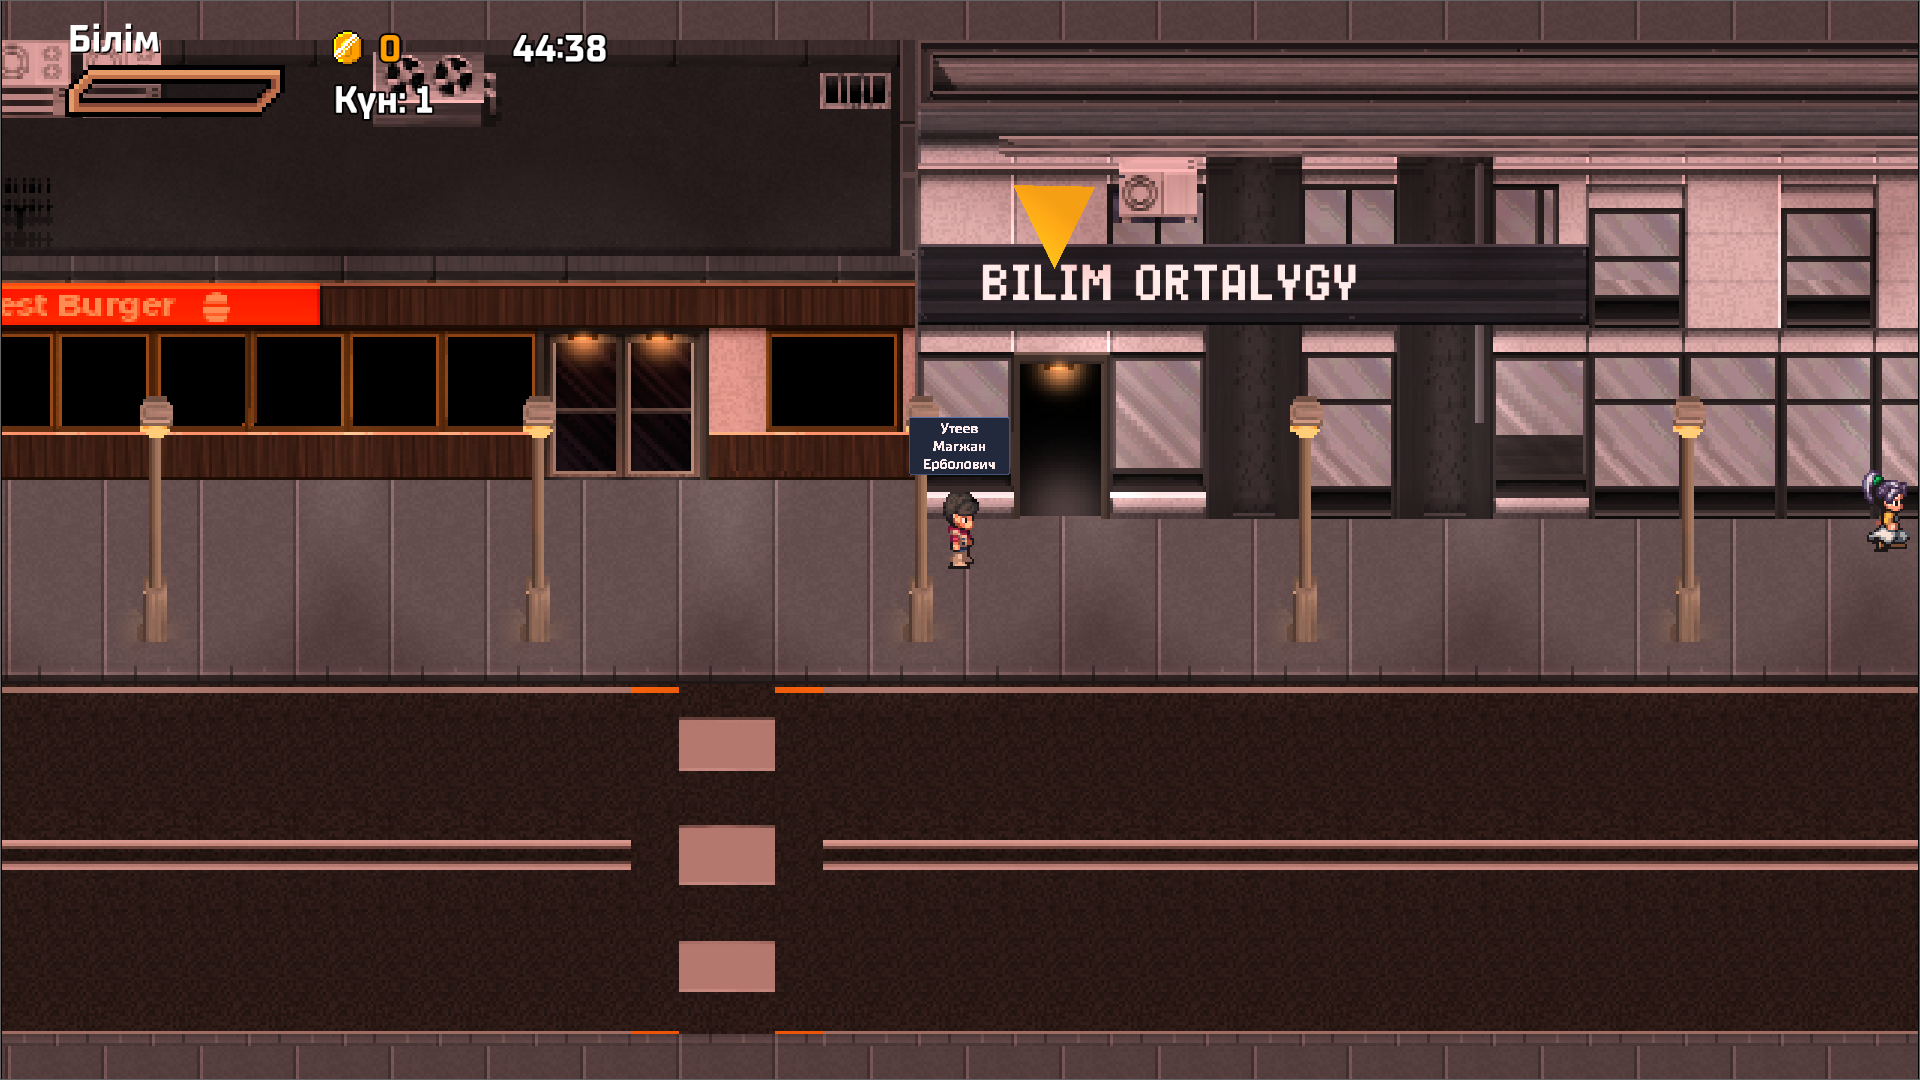 Білім
0
44:38
Күн: 1
est Burger
BILIM ORTALYGY
Утеев
Магжан
Ерболович